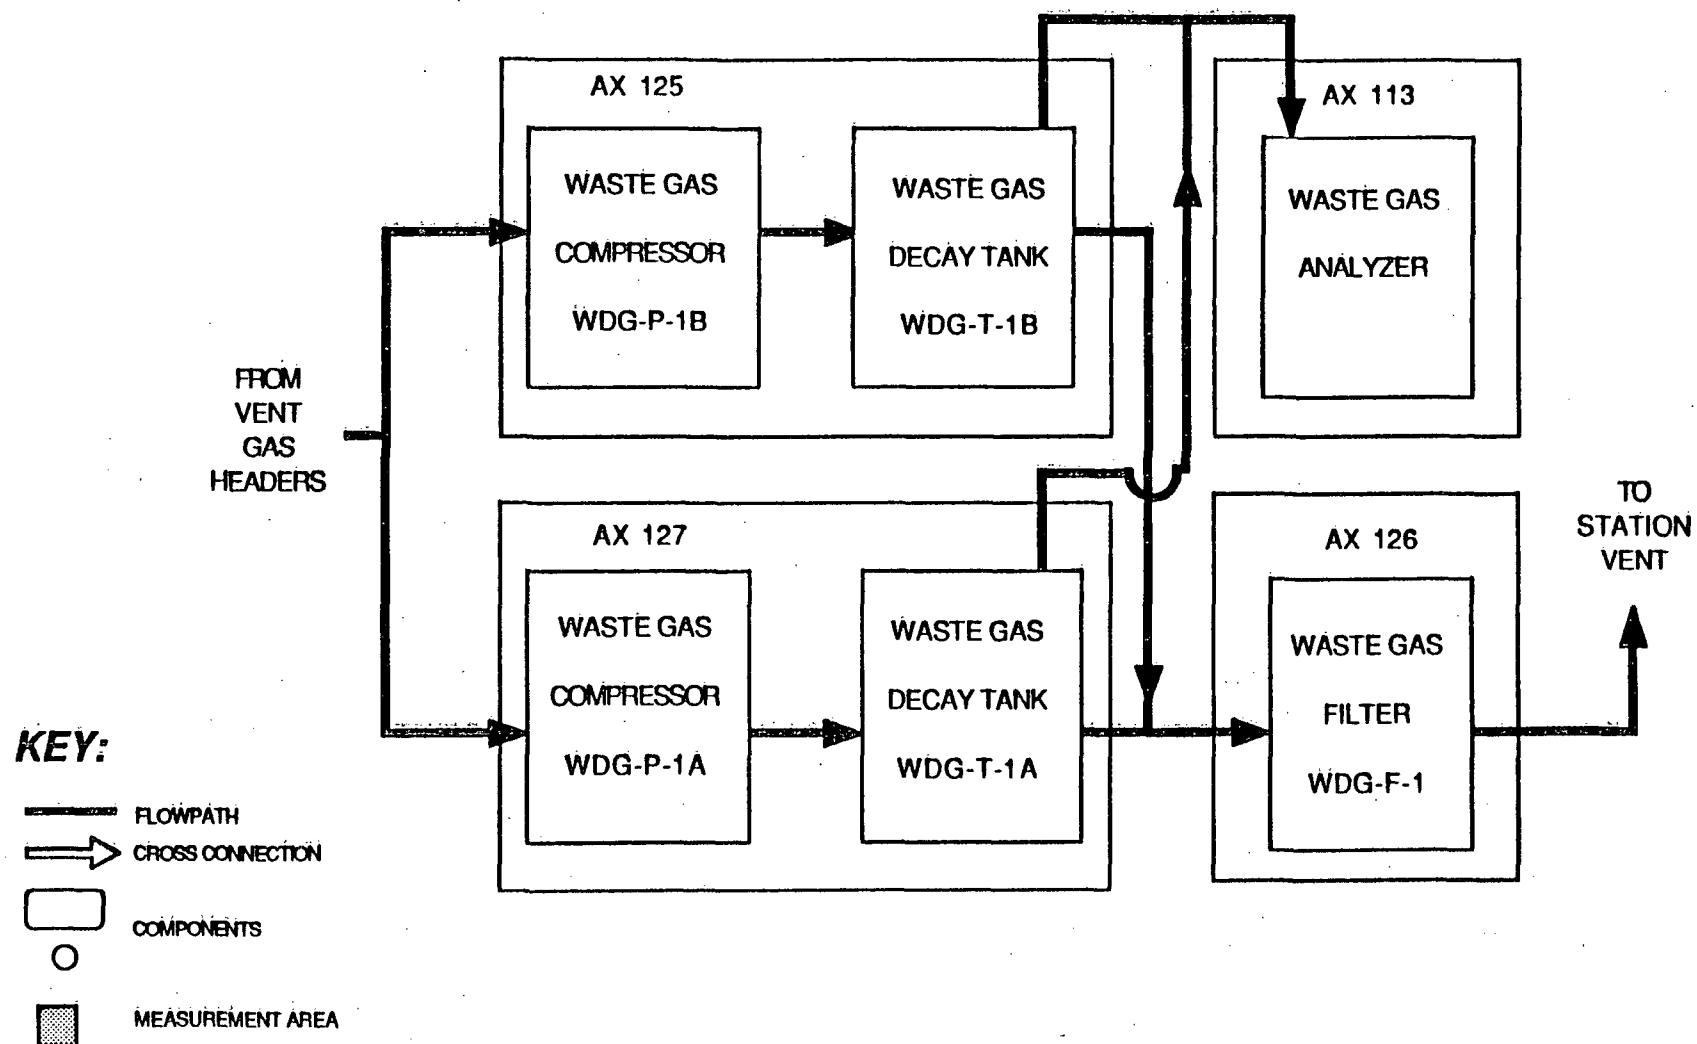 AX 125
WASTE GAS
COMPRESSOR
WDG-P-1B
WASTE GAS
DECAY TANK
WDG-T-1B
AX 113
WASTE GAS
ANALYZER
FROM
VENT
GAS
HEADERS
AX 127
WASTE GAS
COMPRESSOR
WDG-P-1A
WASTE GAS
DECAY TANK
WDG-T-1A
AX 126
WASTE GAS
FILTER
WDG-F-1
TO
STATION
VENT
KEY:
FLOWPATH
CROSS CONNECTION
COMPONENTS
MEASUREMENT AREA